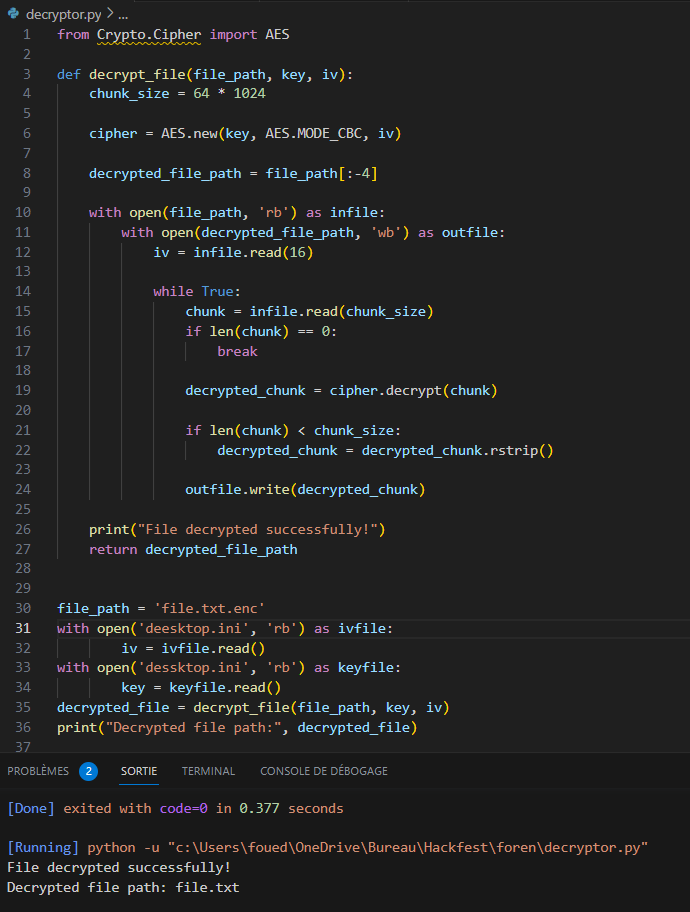 decryptor.py > ...
1 from Crypto.Cipher import AES
2
3 def decrypt_file(file_path, key, iv):
4     chunk_size = 64 * 1024
5
6     cipher = AES.new(key, AES.MODE_CBC, iv)
7
8     decrypted_file_path = file_path[:-4]
9
10     with open(file_path, 'rb') as infile:
11         with open(decrypted_file_path, 'wb') as outfile:
12             iv = infile.read(16)
13
14             while True:
15                 chunk = infile.read(chunk_size)
16                 if len(chunk) == 0:
17                     break
18
19                 decrypted_chunk = cipher.decrypt(chunk)
20
21                 if len(chunk) < chunk_size:
22                     decrypted_chunk = decrypted_chunk.rstrip()
23
24                 outfile.write(decrypted_chunk)
25
26     print("File decrypted successfully!")
27     return decrypted_file_path
28
29
30 file_path = 'file.txt.enc'
31 with open('deesktop.ini', 'rb') as ivfile:
32         iv = ivfile.read()
33 with open('dessktop.ini', 'rb') as keyfile:
34         key = keyfile.read()
35 decrypted_file = decrypt_file(file_path, key, iv)
36 print("Decrypted file path:", decrypted_file)
37
PROBLÈMES 2 SORTIE TERMINAL CONSOLE DE DÉBOGAGE
[Done] exited with code=0 in 0.377 seconds
[Running] python -u "c:\Users\foued\OneDrive\Bureau\Hackfest\foren\decryptor.py"
File decrypted successfully!
Decrypted file path: file.txt